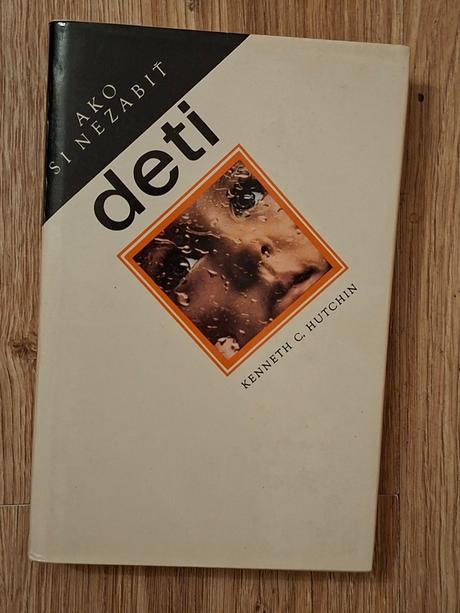 AKO
SI NEZABIŤ
deti
KENNETH C. HUTCHIN